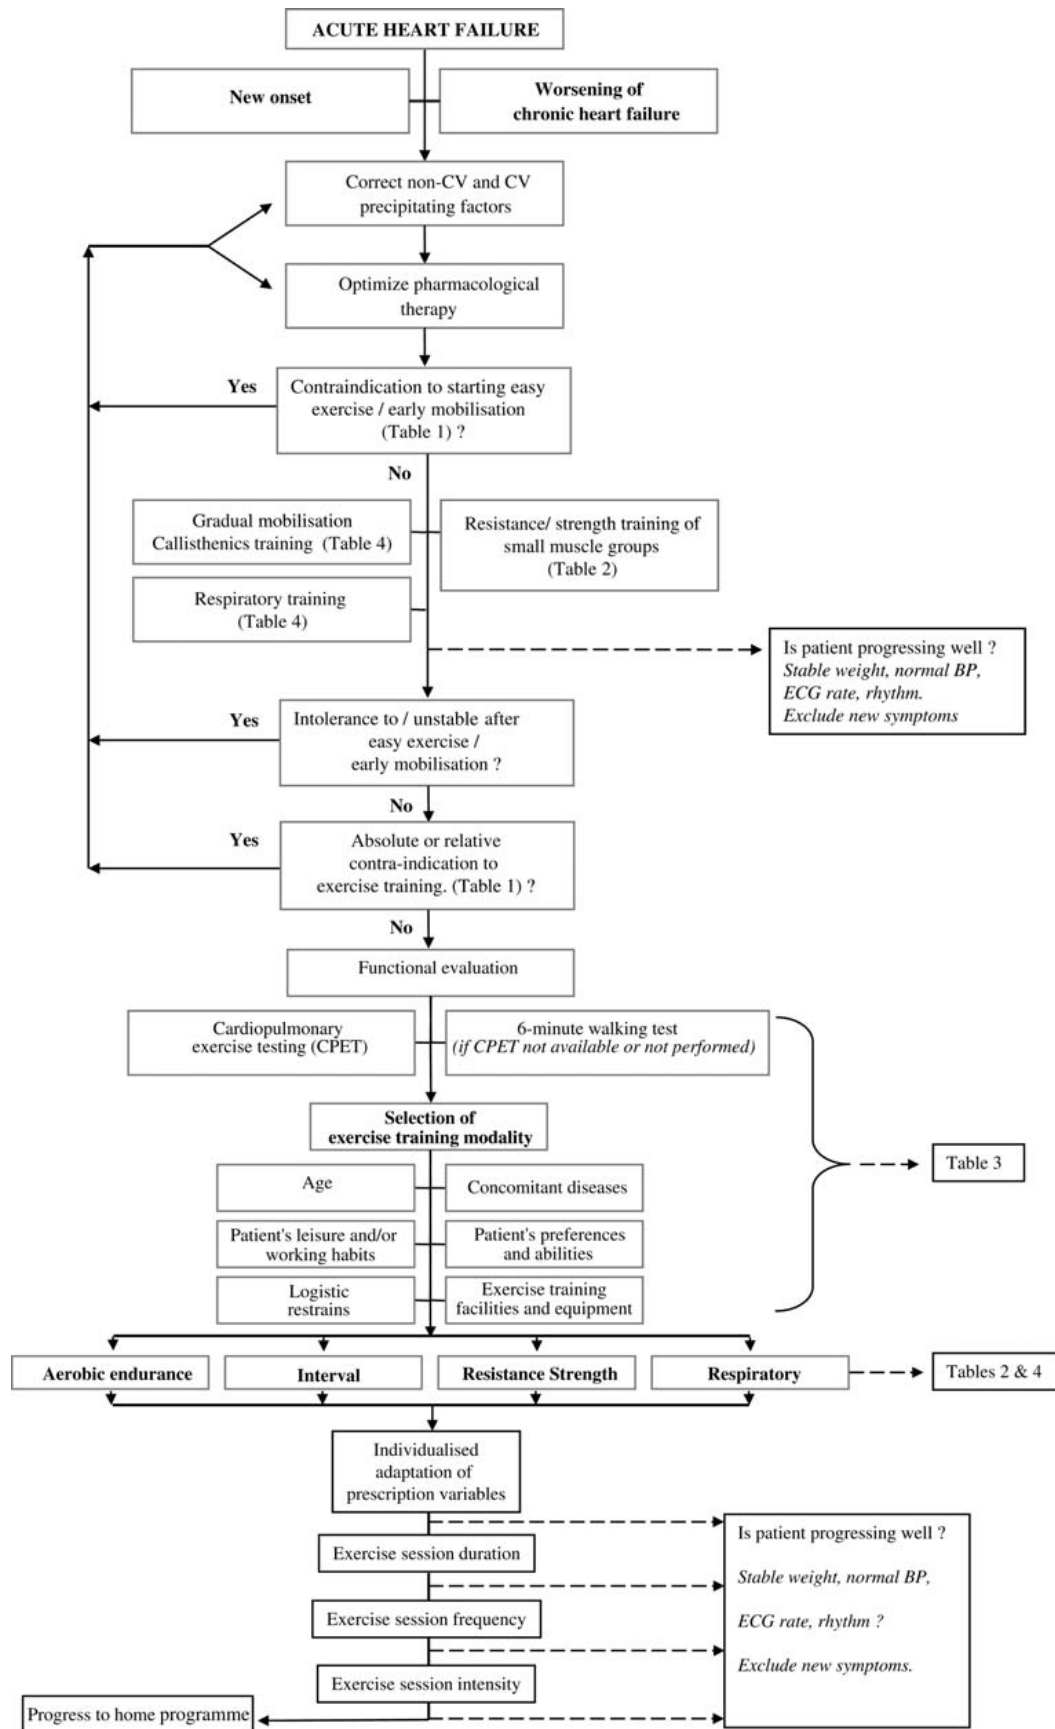 ACUTE HEART FAILURE
New onset
Worsening of
chronic heart failure
Correct non-CV and CV
precipitating factors
Optimize pharmacological
therapy
Yes
Contraindication to starting easy
exercise / early mobilisation
(Table 1) ?
No
Gradual mobilisation
Callisthenics training (Table 4)
Resistance/ strength training of
small muscle groups
(Table 2)
Respiratory training
(Table 4)
Is patient progressing well ?
Stable weight, normal BP,
ECG rate, rhythm.
Exclude new symptoms
Yes
Intolerance to / unstable after
easy exercise /
early mobilisation ?
No
Yes
Absolute or relative
contra-indication to
exercise training. (Table 1) ?
No
Functional evaluation
Cardiopulmonary
exercise testing (CPET)
6-minute walking test
(if CPET not available or not performed)
Selection of
exercise training modality
Table 3
Age
Concomitant diseases
Patient's leisure and/or
working habits
Patient's preferences
and abilities
Logistic
restrains
Exercise training
facilities and equipment
Aerobic endurance
Interval
Resistance Strength
Respiratory
Tables 2 & 4
Individualised
adaptation of
prescription variables
Exercise session duration
Exercise session frequency
Exercise session intensity
Is patient progressing well ?
Stable weight, normal BP,
ECG rate, rhythm ?
Exclude new symptoms.
Progress to home programme